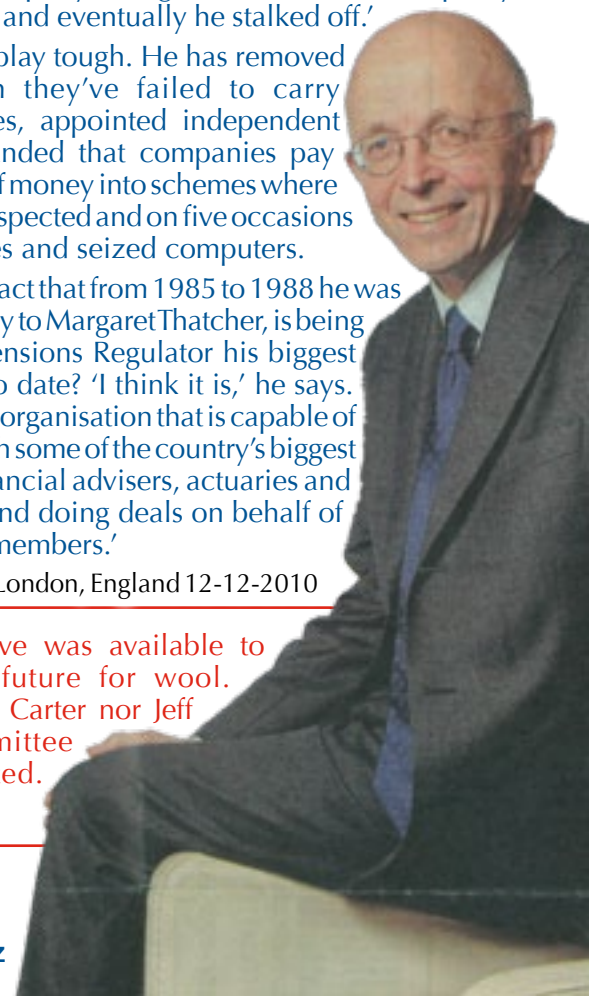 and eventually he stalked off.’
play tough. He has removed
they’ve failed to carry
es, appointed independent
nded that companies pay
f money into schemes where
spected and on five occasions
es and seized computers.
act that from 1985 to 1988 he was
y to Margaret Thatcher, is being
ensions Regulator his biggest
o date? ‘I think it is,’ he says.
organisation that is capable of
n some of the country’s biggest
ancial advisers, actuaries and
nd doing deals on behalf of
members.’
London, England 12-12-2010
ve was available to
future for wool.
Carter nor Jeff
mittee
ed.
z